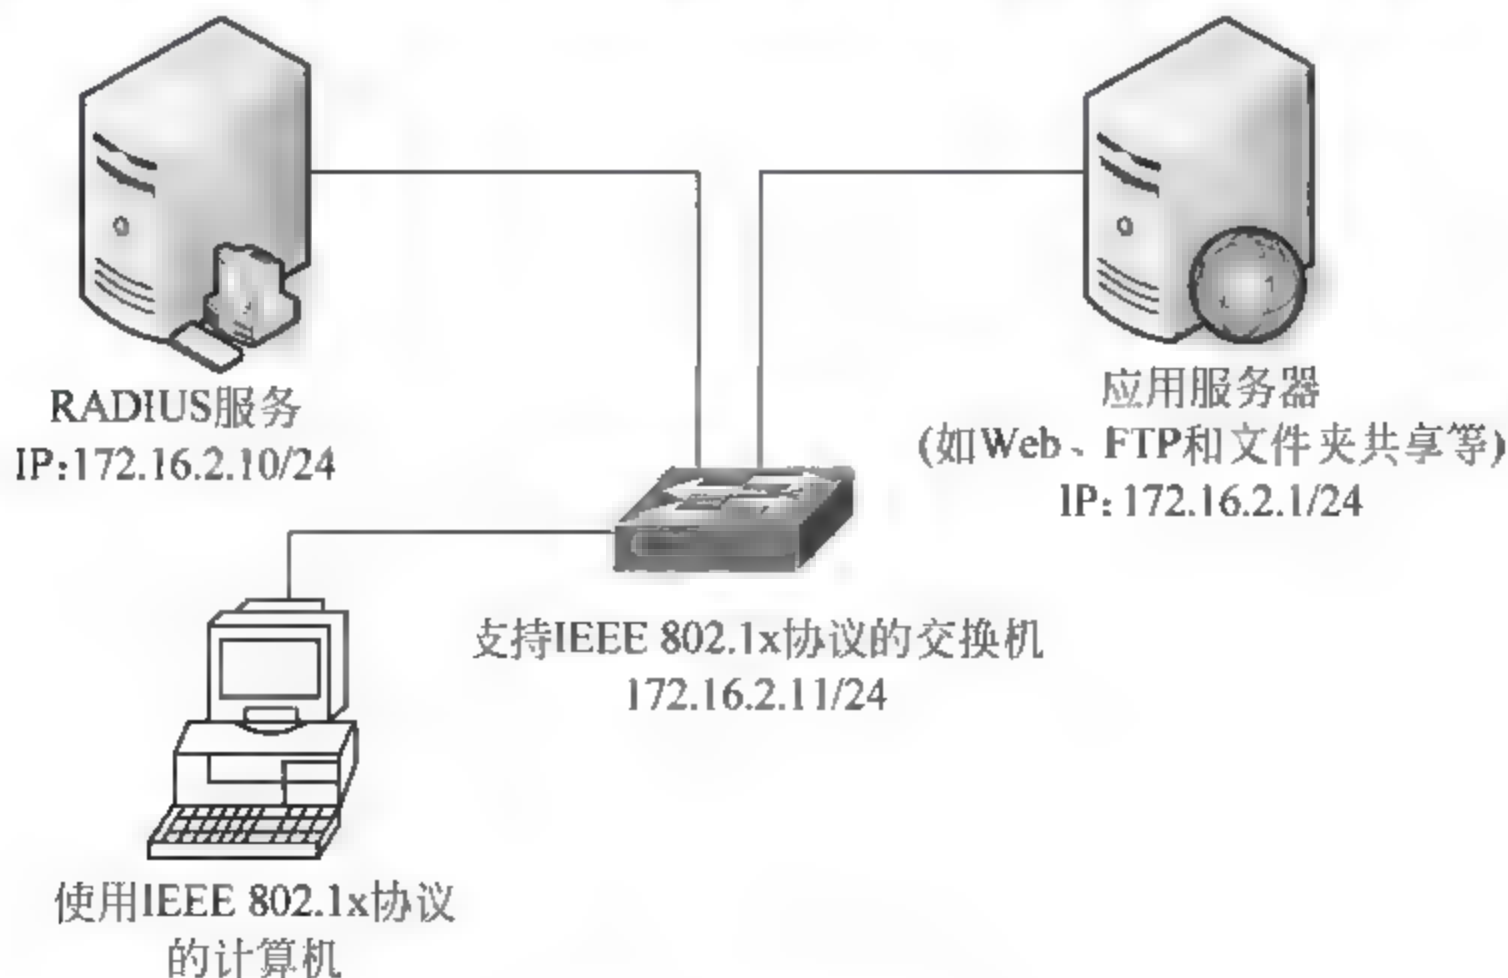 RADIUS服务
IP:172.16.2.10/24
应用服务器
(如Web、FTP和文件夹共享等)
IP:172.16.2.1/24
支持IEEE 802.1x协议的交换机
172.16.2.11/24
使用IEEE 802.1x协议
的计算机